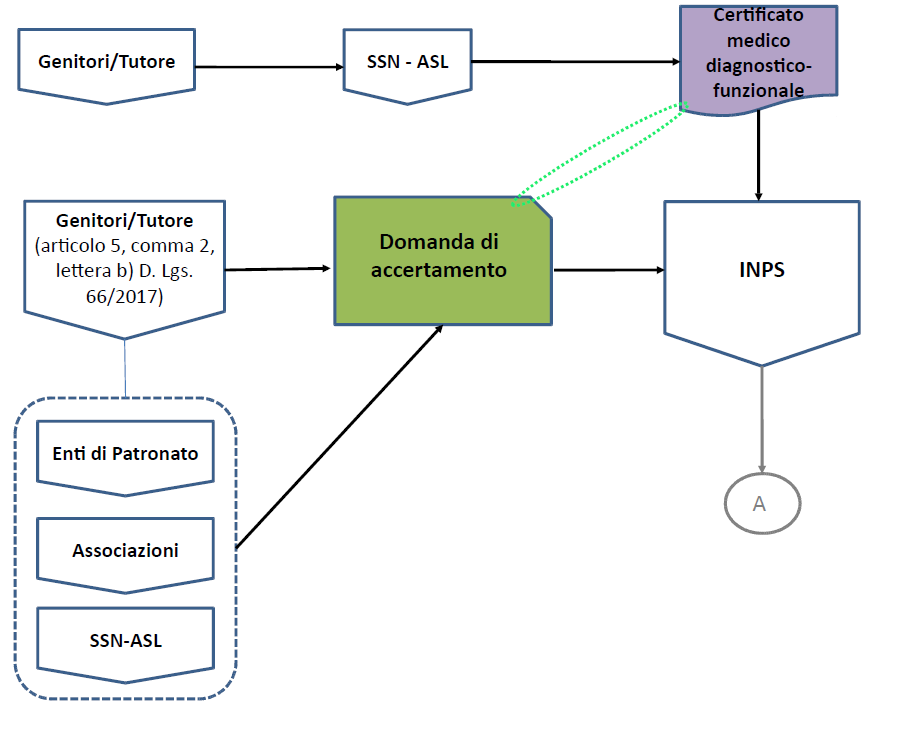 Genitori/Tutore
SSN - ASL
Certificato
medico
diagnostico-
funzionale
Genitori/Tutore
(articolo 5, comma 2,
lettera b) D. Lgs.
66/2017)
Domanda di
accertamento
INPS
Enti di Patronato
Associazioni
SSN-ASL
A